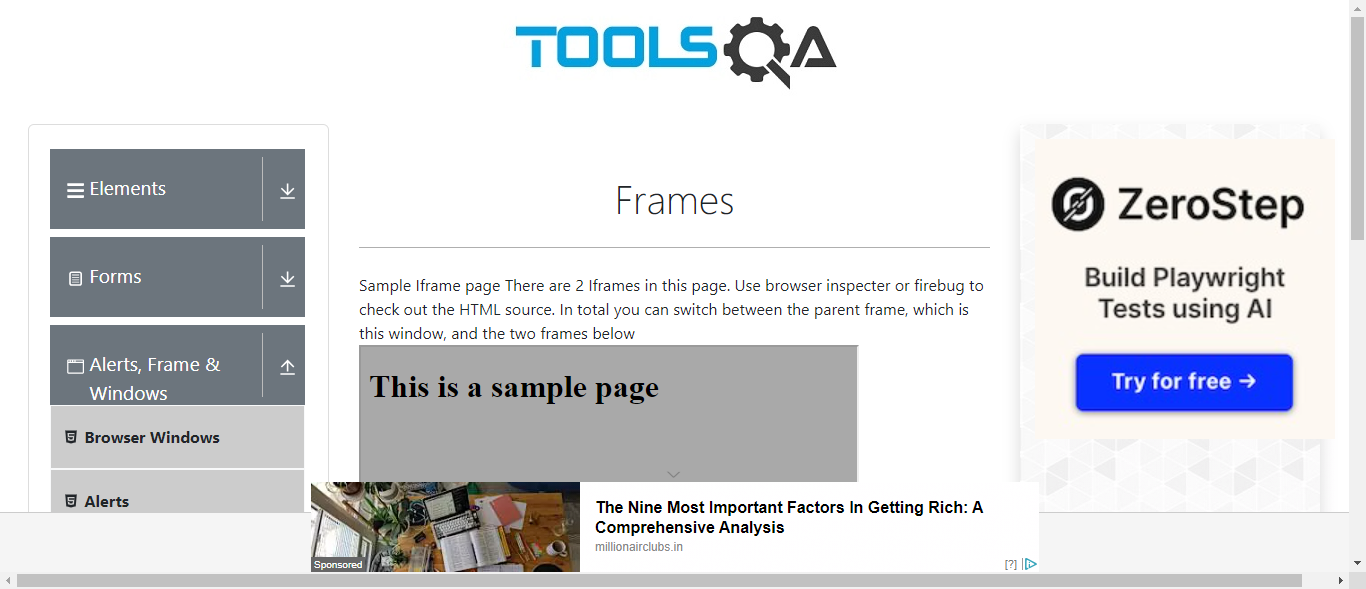 TOOLSQA
Elements
Forms
Alerts, Frame &
Windows
Browser Windows
Alerts
Frames
Sample Iframe page There are 2 Iframes in this page. Use browser inspecter or firebug to
check out the HTML source. In total you can switch between the parent frame, which is
this window, and the two frames below
This is a sample page
ZeroStep
Build Playwright
Tests using AI
Try for free →
The Nine Most Important Factors In Getting Rich: A
Comprehensive Analysis
millionairclubs.in
Sponsored
[?]